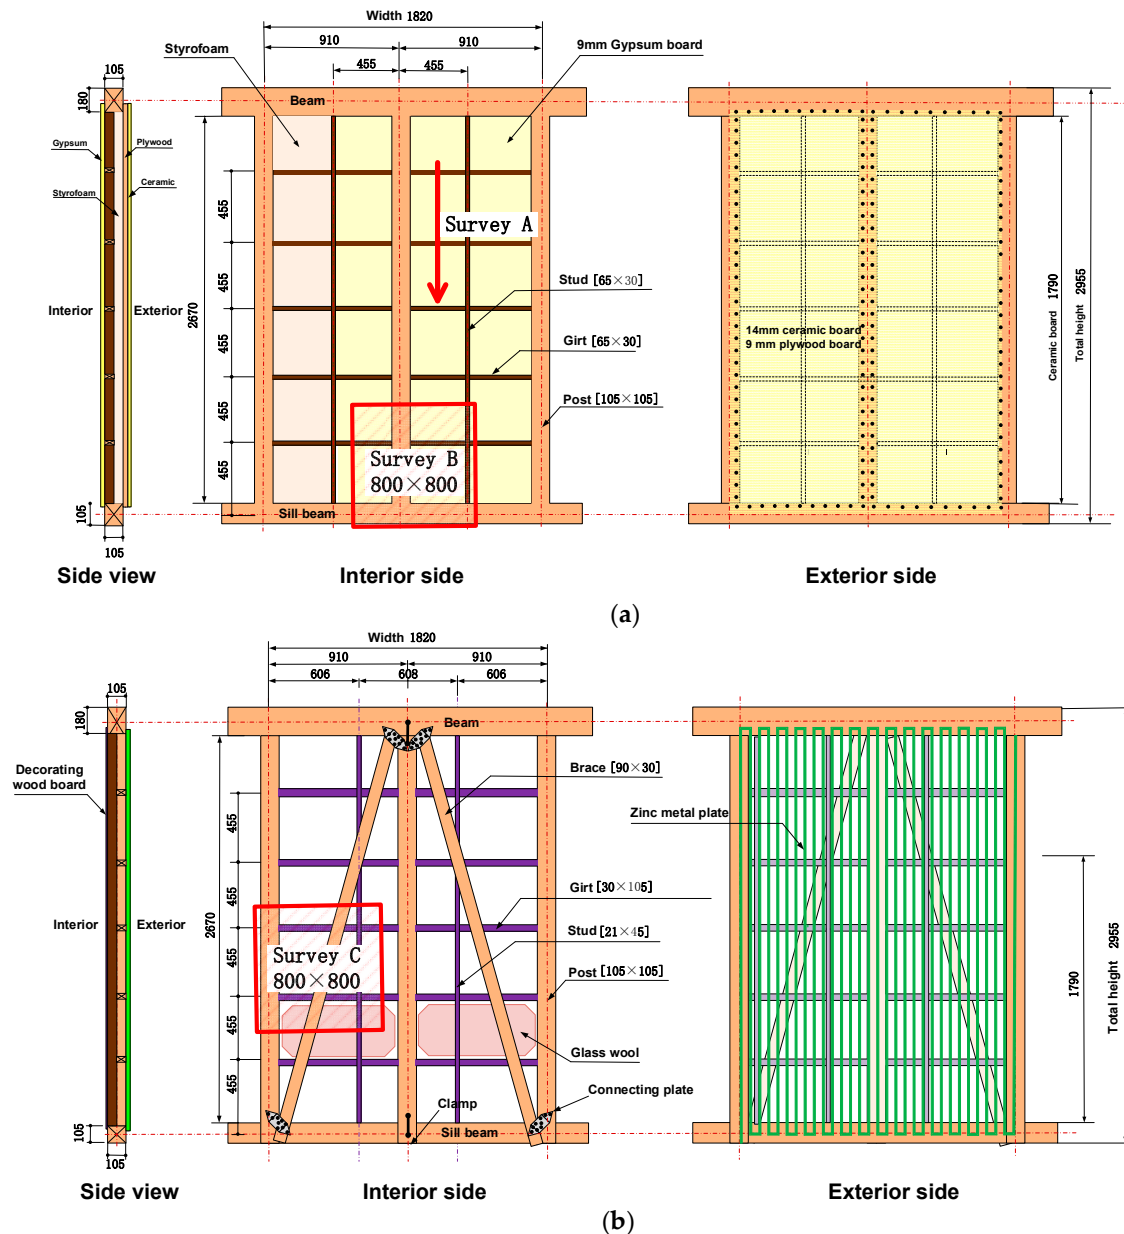 Width 1820
910
910
455
455
Styrofoam
9mm Gypsum board
105
180
Beam
Gypsum
Plywood
Ceramic
Styrofoam
Interior
Exterior
2670
455
455
455
455
455
Survey A
Stud [65×30]
Girt [65×30]
Post [105×105]
Survey B
800×800
Sill beam
105
105
14mm ceramic board
9 mm plywood board
Ceramic board 1790
Total height 2955
Side view
Interior side
Exterior side
(a)
Width 1820
910
910
606
608
606
105
180
Beam
Decorating
wood board
Brace [90×30]
Zinc metal plate
Interior
Exterior
2670
455
455
455
455
455
Girt [30×105]
Stud [21×45]
Post [105×105]
Survey C
800×800
Glass wool
Connecting plate
Clamp
Sill beam
105
105
1790
Total height 2955
Side view
Interior side
Exterior side
(b)